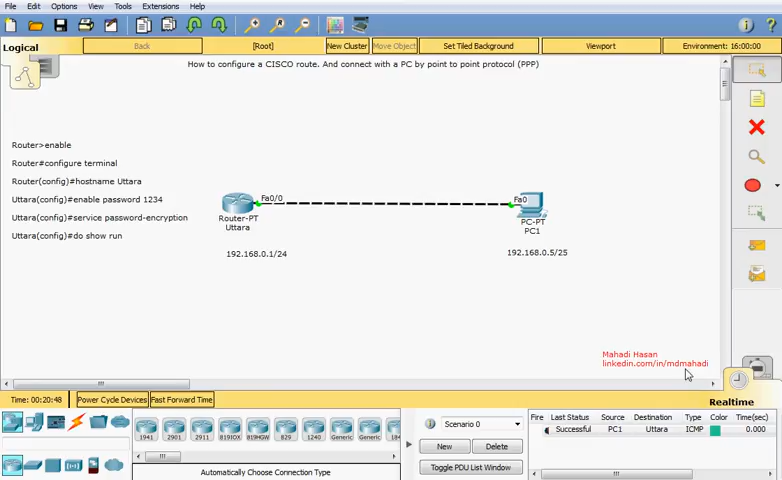 File Edit Options View Tools Extensions Help
Logical Back [Root] New Cluster Move Object Set Tiled Background Viewport Environment: 16:00:00
How to configure a CISCO route. And connect with a PC by point to point protocol (PPP)
Router>enable
Router#configure terminal
Router(config)#hostname Uttara
Uttara(config)#enable password 1234
Uttara(config)#service password-encryption
Uttara(config)#do show run
Fa0/0
Router-PT
Uttara
192.168.0.1/24
Fa0
PC-PT
PC1
192.168.0.5/25
Mahadi Hasan
linkedin.com/in/mdmahadi
Time: 00:20:48 Power Cycle Devices Fast Forward Time Realtime
1941 2901 2911 819IOX 819HGW 829 1240 Generic Generic 184
Automatically Choose Connection Type
Scenario 0
New Delete
Toggle PDU List Window
Fire Last Status Source Destination Type Color Time(sec)
Successful PC1 Uttara ICMP 0.000